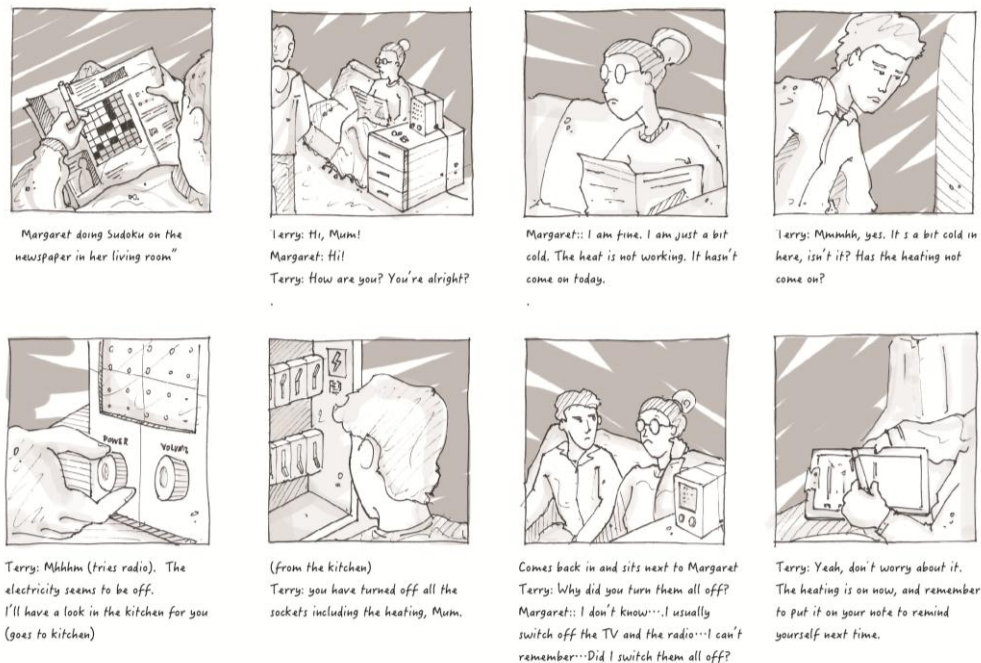 Margaret doing Sudoku on the
newspaper in her living room"
Terry: Hi, Mum!
Margaret: Hi!
Terry: How are you? You're alright?
.
Margaret:: I am fine. I am just a bit
cold. The heat is not working. It hasn't
come on today.
.
Terry: Mmmhh, yes. It s a bit cold in
here, isn't it? Has the heating not
come on?
POWER
VOLUME
Terry: Mhhhm (tries radio). The
electricity seems to be off.
I'll have a look in the kitchen for you
(goes to kitchen)
(from the kitchen)
Terry: you have turned off all the
sockets including the heating, Mum.
Comes back in and sits next to Margaret
Terry: Why did you turn them all off?
Margaret:: I don't know....I usually
switch off the TV and the radio...I can't
remember...Did I switch them all off?
Terry: Yeah, don't worry about it.
The heating is on now, and remember
to put it on your note to remind
yourself next time.